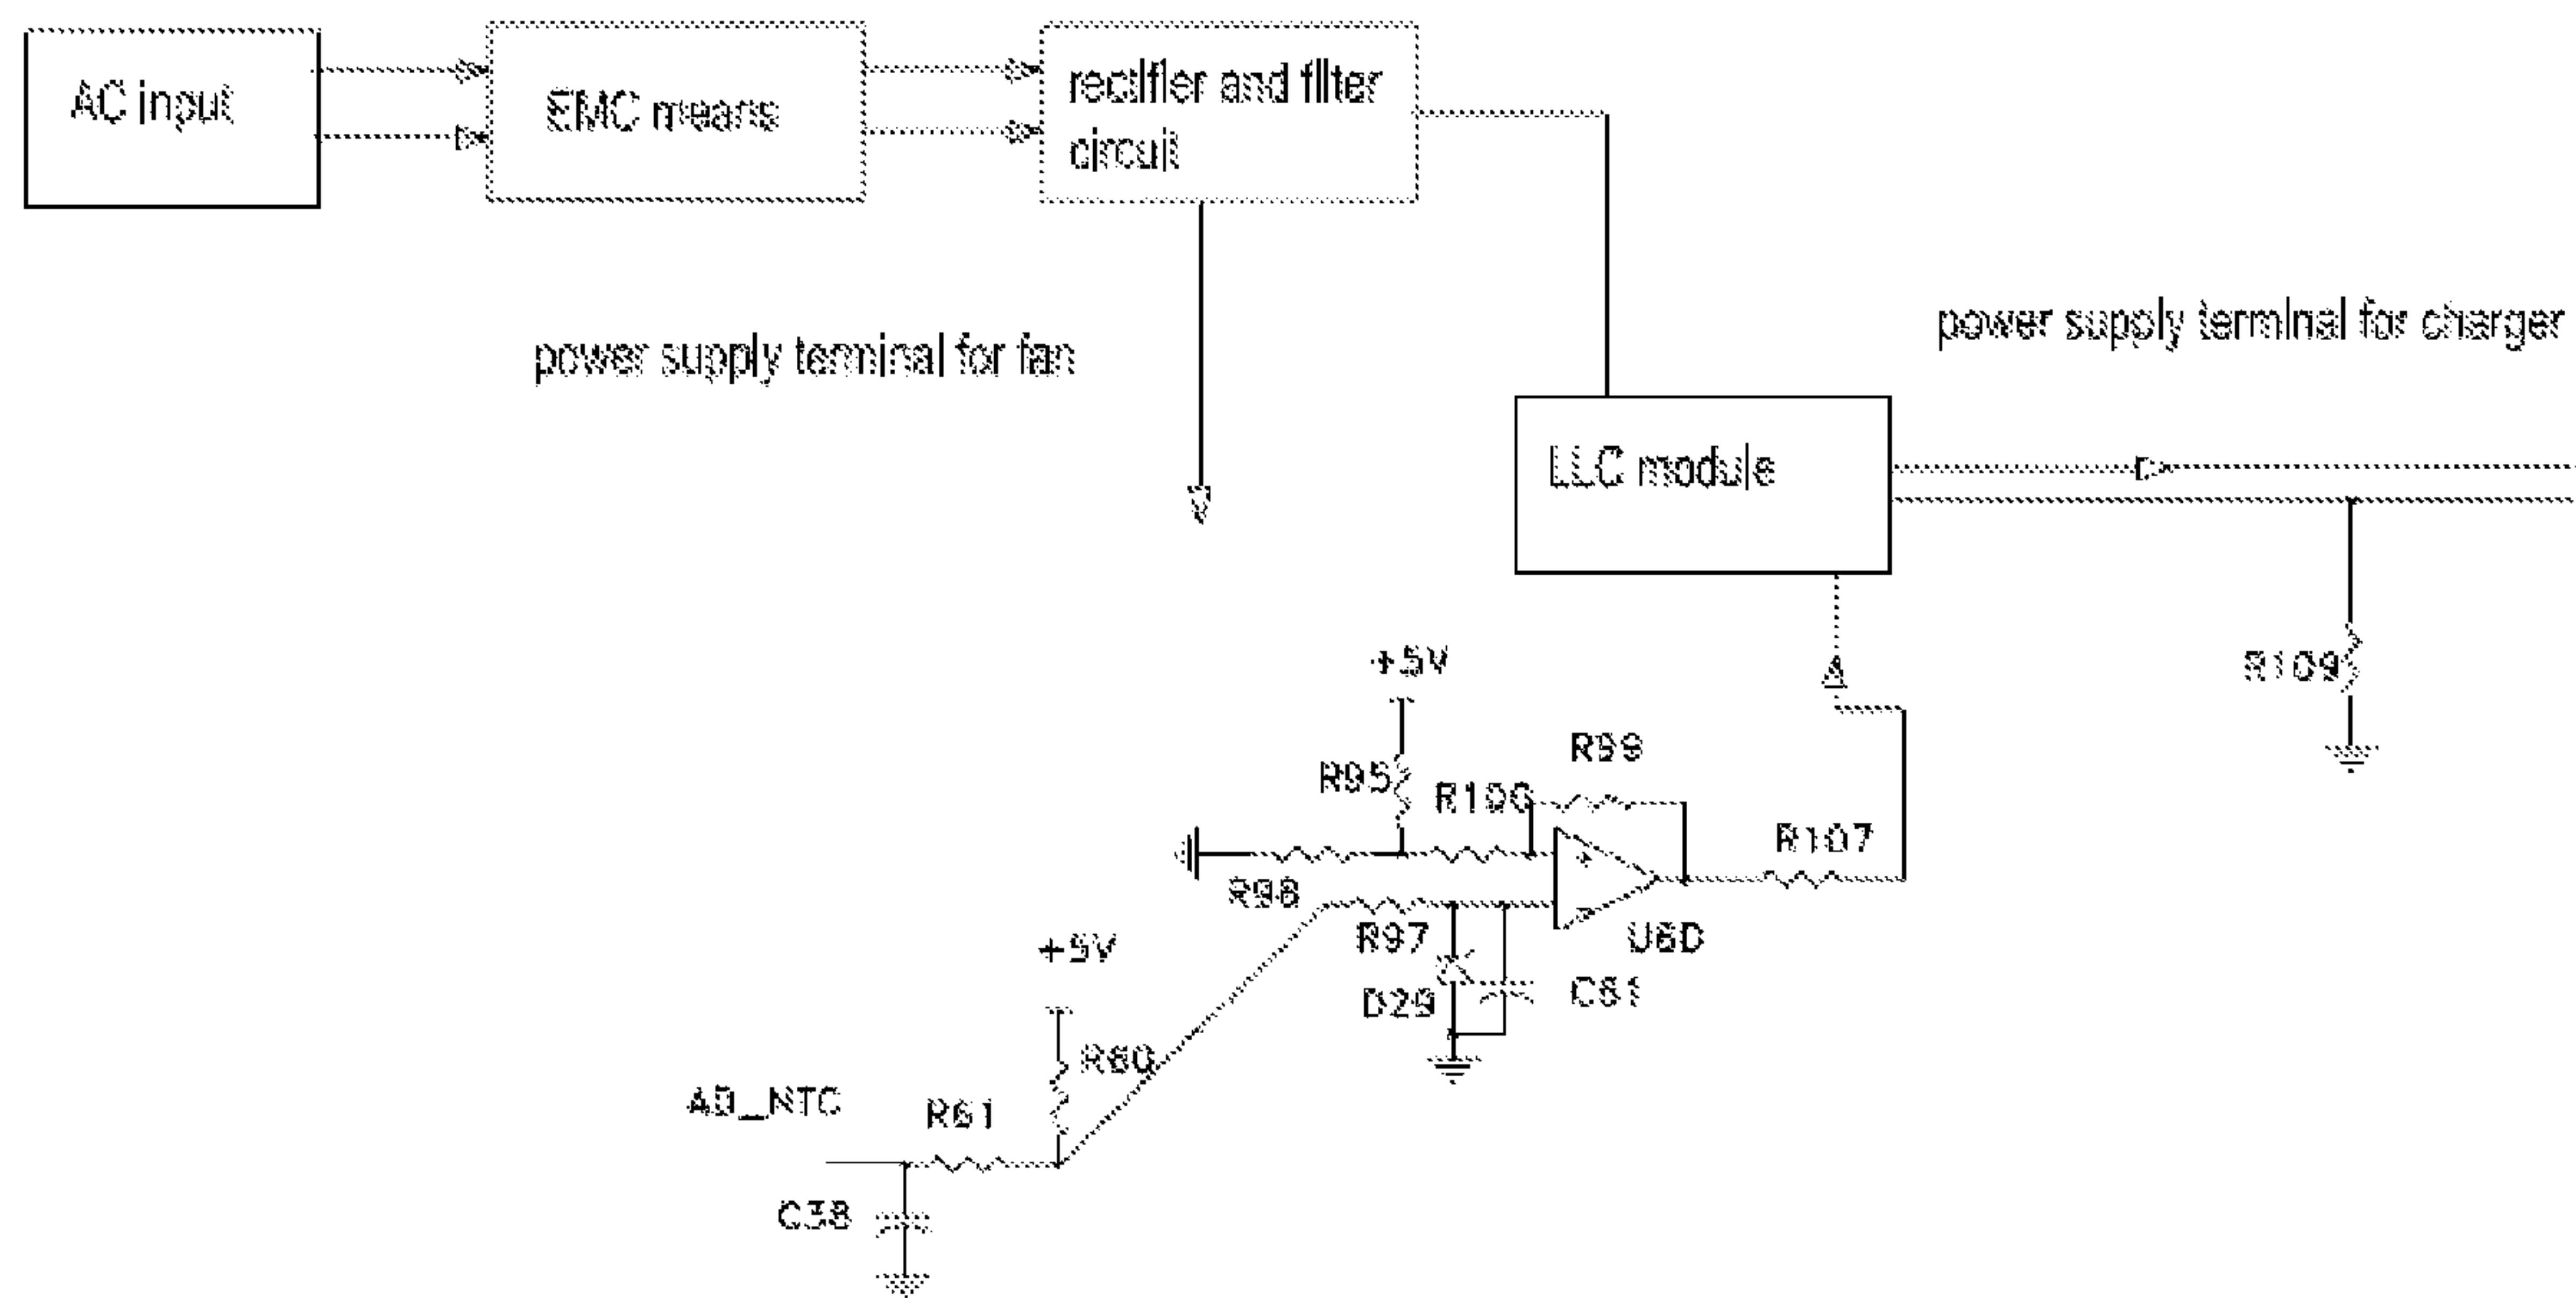 AC input
EMC means
rectifier and filter
circuit
power supply terminal for fan
power supply terminal for charger
LLC module
+5V
R109
R99
R95
R100
R107
R98
R97
U6D
+5V
D29
C61
R60
AD_NTC
R61
C38